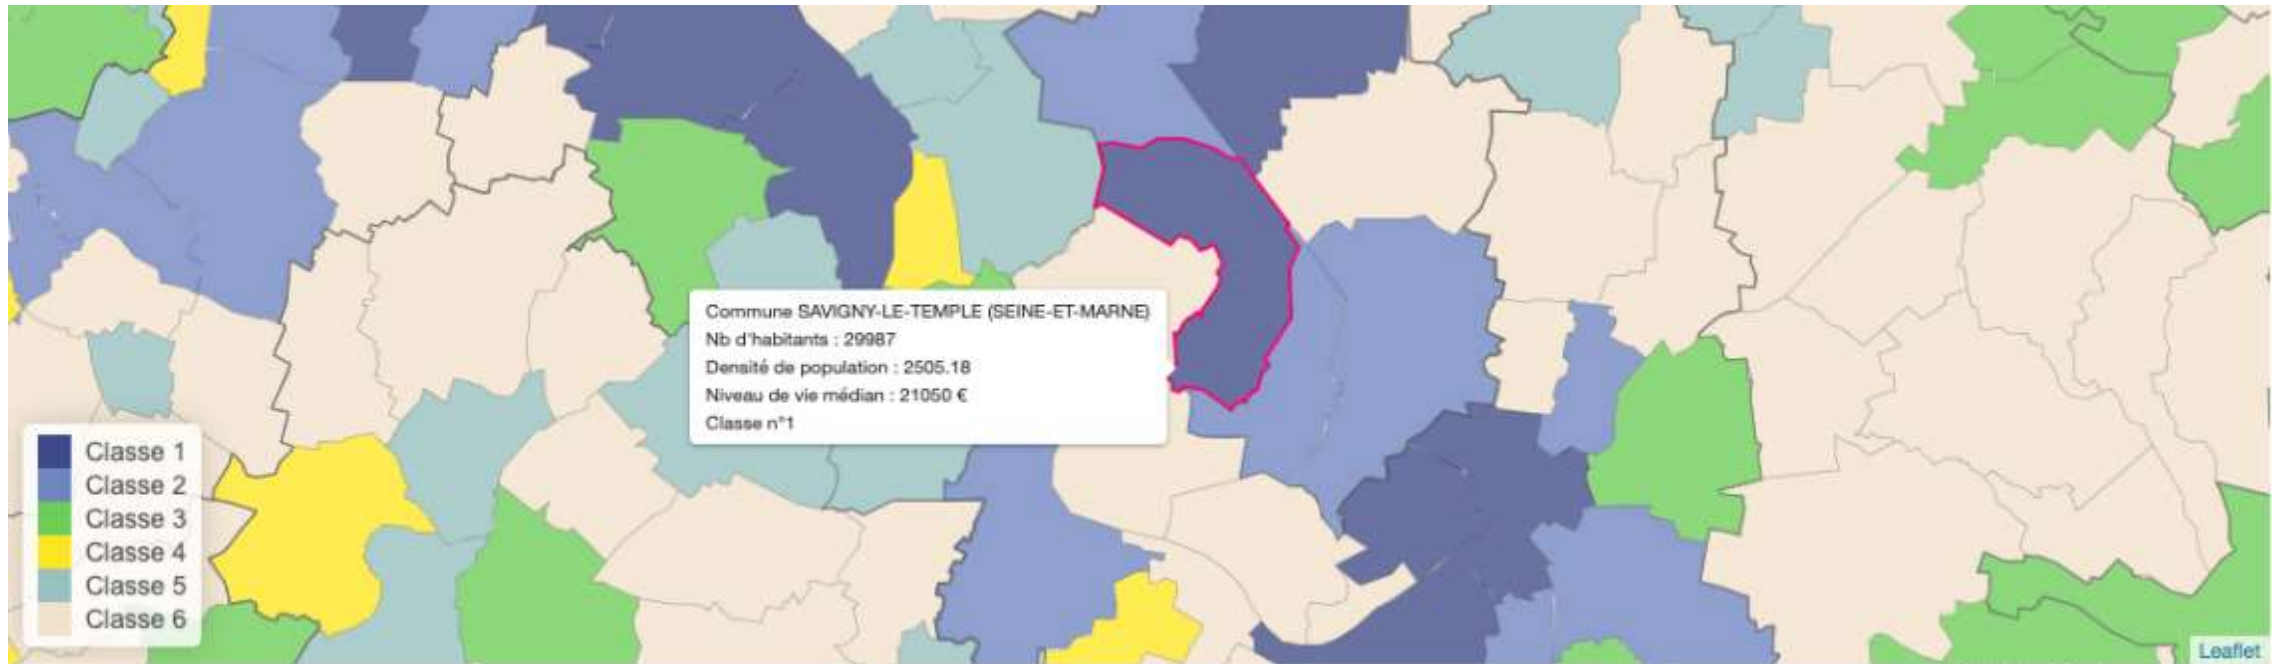 Commune SAVIGNY-LE-TEMPLE (SEINE-ET-MARNE)
Nb d'habitants : 29987
Densité de population : 2505.18
Niveau de vie médian : 21050 €
Classe n°1
Classe 1
Classe 2
Classe 3
Classe 4
Classe 5
Classe 6
Leaflet